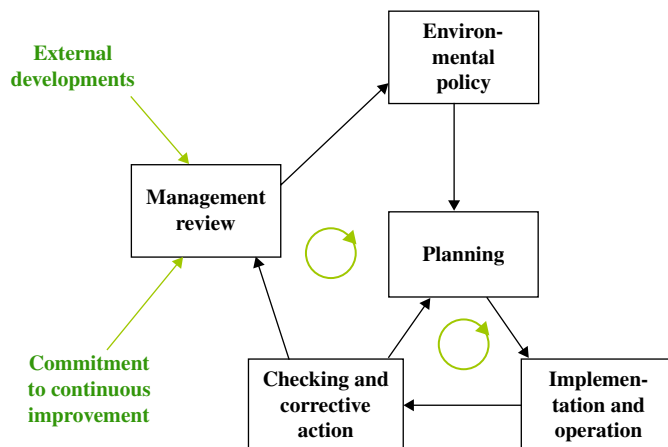 Environ-
mental
policy
External
developments
Management
review
Planning
Commitment
to continuous
improvement
Checking and
corrective
action
Implemen-
tation and
operation